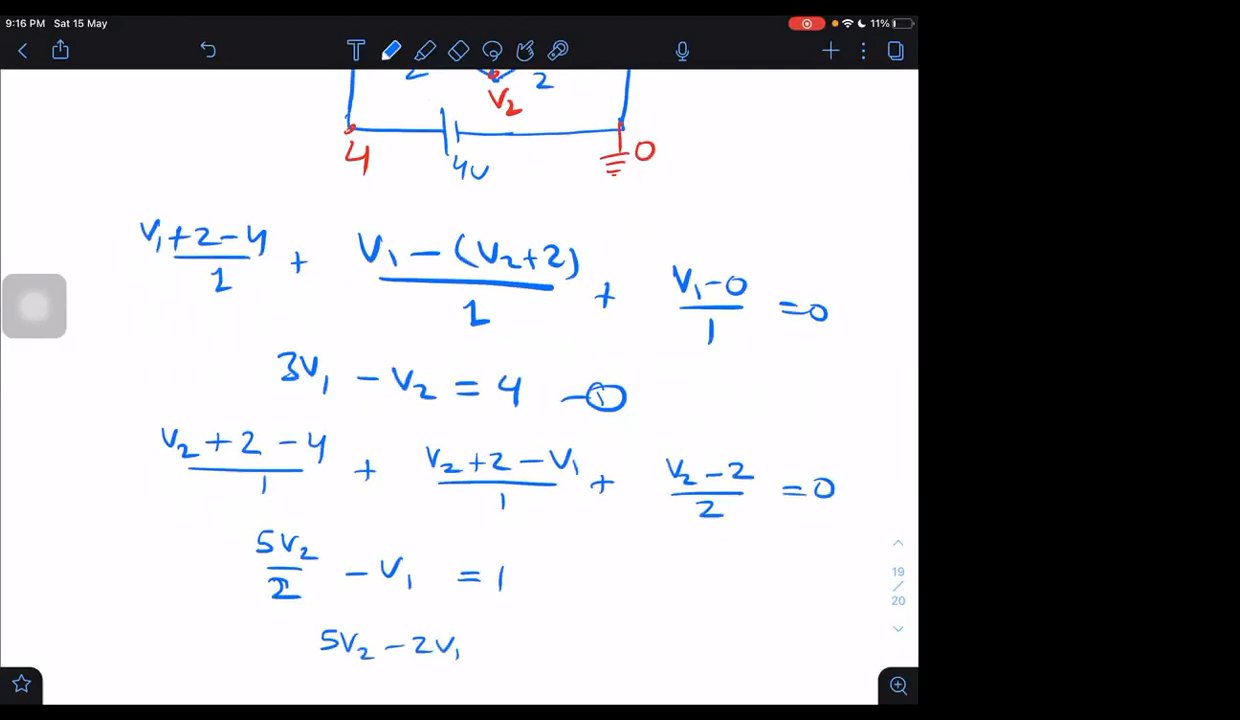 9:16 PM Sat 15 May 11%
T
2 2
V₂
4 4V 0
V₁+2-4/1 + V₁-(V₂+2)/1 + V₁-0/1 =0
3V₁ - V₂ = 4 -①
V₂+2-4/1 + V₂+2-V₁/1 + V₂-2/2 =0
5V₂/2 - V₁ = 1
5V₂-2V₁
19
/
20